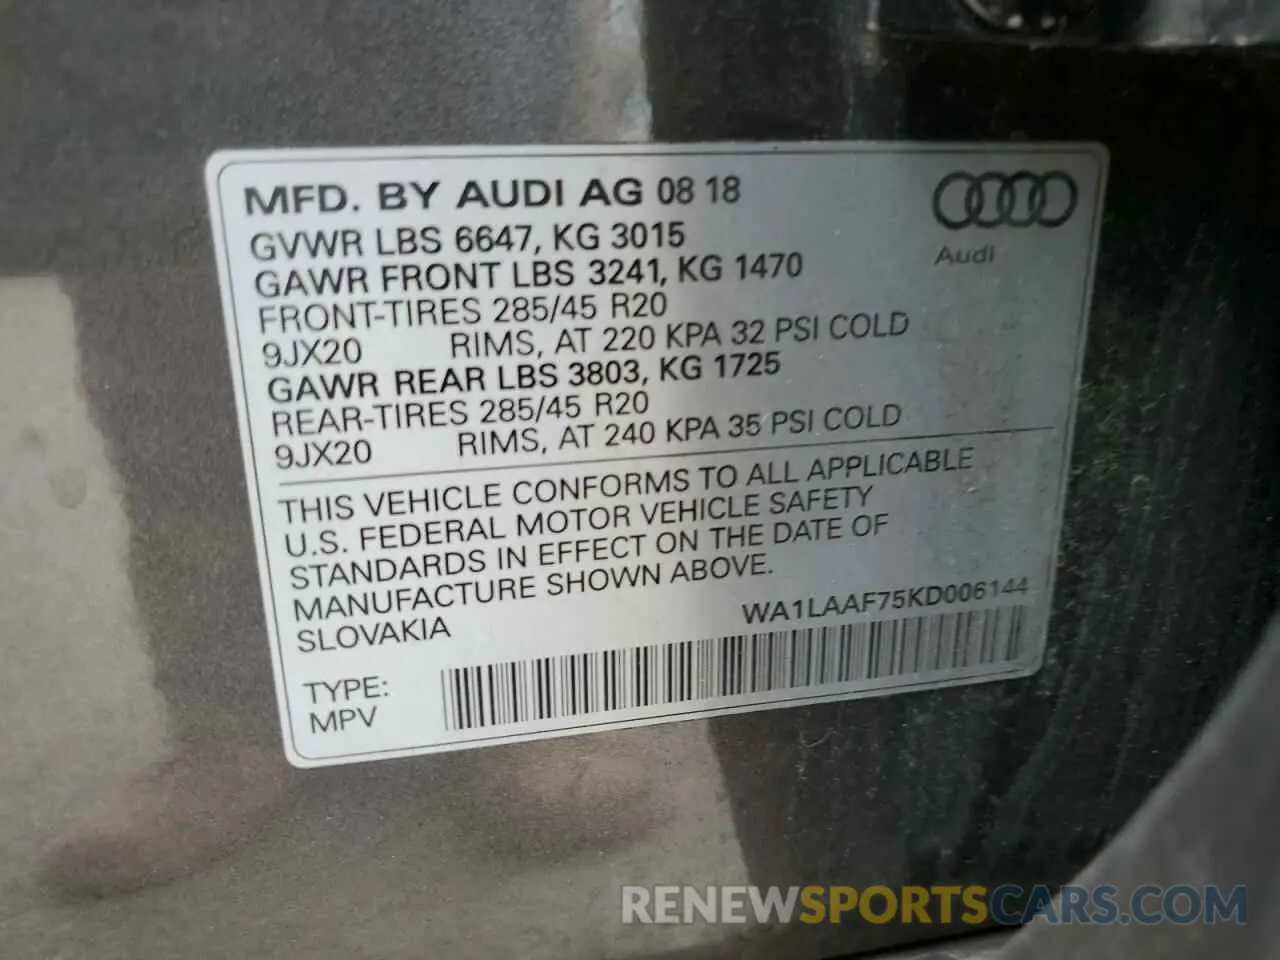 MFD. BY AUDI AG 08 18
GVWR LBS 6647, KG 3015
GAWR FRONT LBS 3241, KG 1470
FRONT-TIRES 285/45 R20
9JX20 RIMS, AT 220 KPA 32 PSI COLD
GAWR REAR LBS 3803, KG 1725
REAR-TIRES 285/45 R20
9JX20 RIMS, AT 240 KPA 35 PSI COLD
Audi
THIS VEHICLE CONFORMS TO ALL APPLICABLE
U.S. FEDERAL MOTOR VEHICLE SAFETY
STANDARDS IN EFFECT ON THE DATE OF
MANUFACTURE SHOWN ABOVE.
SLOVAKIA
WA1LAAF75KD006144
TYPE:
MPV
RENEWSPORTSCARS.COM